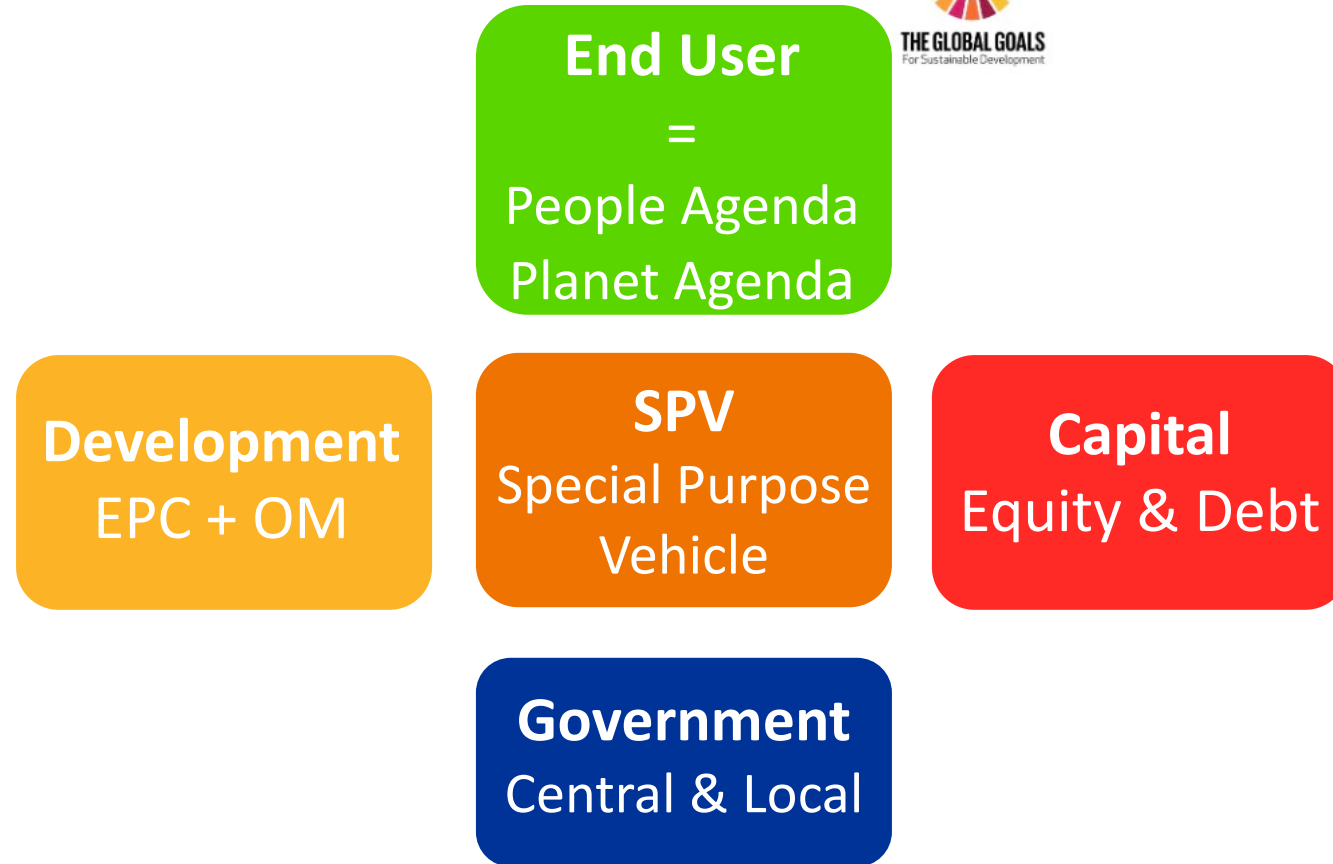 THE GLOBAL GOALS
For Sustainable Development
End User
=
People Agenda
Planet Agenda
Development
EPC + OM
SPV
Special Purpose
Vehicle
Capital
Equity & Debt
Government
Central & Local